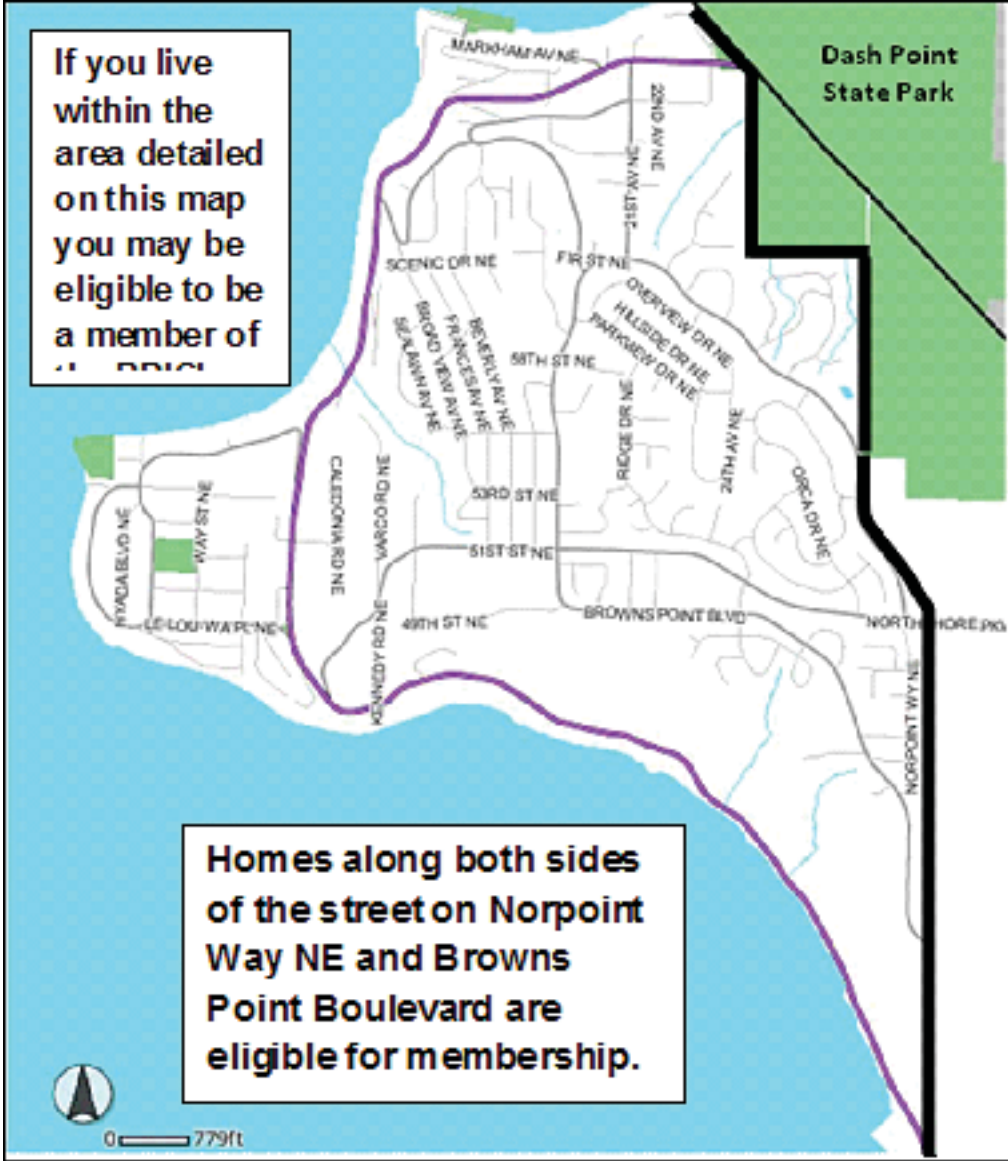 If you live
within the
area detailed
on this map
you may be
eligible to be
a member of
Dash Point
State Park
MARKHAM AV NE
22ND AV NE
21ST AV NE
SCENIC DR NE
FIR ST NE
OVERVIEW DR NE
HILLSIDE DR NE
PARKVIEW DR NE
BEVERLY AV NE
FRANCES AV NE
BROAD VIEW AV NE
SEALAWN AV NE
58TH ST NE
RIDGE DR NE
24TH AV NE
ORCA DR NE
CALEDONIA RD NE
VARCO RD NE
53RD ST NE
WAY ST NE
HYADA BLVD NE
51ST ST NE
LE-LOU-WA PL NE
KENNEDY RD NE
49TH ST NE
BROWNS POINT BLVD
NORTH HORE PK
NORPOINT WY NE
Homes along both sides
of the street on Norpoint
Way NE and Browns
Point Boulevard are
eligible for membership.
0 779ft